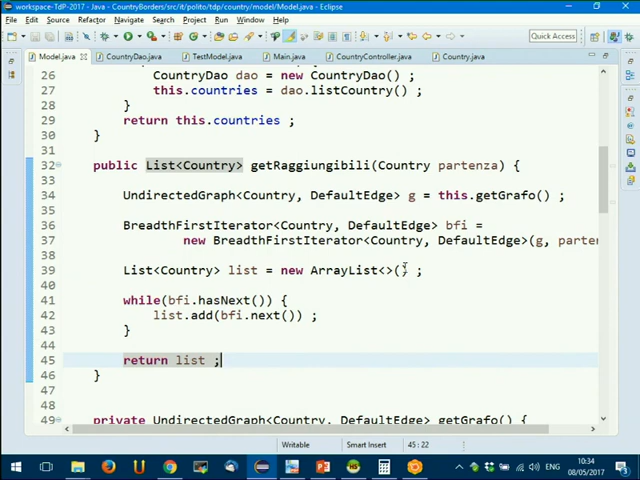 workspace-TdP-2017 - Java - CountryBorders/src/it/polito/tdp/country/model/Model.java - Eclipse
File Edit Source Refactor Navigate Search Project Run Window Help
Quick Access
Model.java CountryDao.java TestModel.java Main.java CountryController.java Country.java
26 CountryDao dao = new CountryDao() ;
27 this.countries = dao.listCountry() ;
28 }
29 return this.countries ;
30 }
31
32 public List<Country> getRaggiungibili(Country partenza) {
33
34 UndirectedGraph<Country, DefaultEdge> g = this.getGrafo() ;
35
36 BreadthFirstIterator<Country, DefaultEdge> bfi =
37 new BreadthFirstIterator<Country, DefaultEdge>(g, parten
38
39 List<Country> list = new ArrayList<>() ;
40
41 while(bfi.hasNext()) {
42 list.add(bfi.next()) ;
43 }
44
45 return list ;
46 }
47
48
49 private UndirectedGraph<Country, DefaultEdge> getGrafo() {
Writable Smart Insert 45 : 22
10:34
08/05/2017